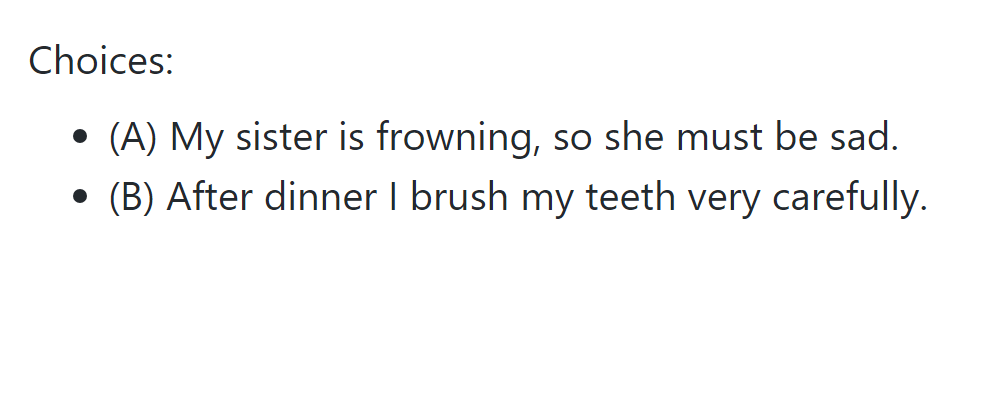 Choices:
• (A) My sister is frowning, so she must be sad.
• (B) After dinner I brush my teeth very carefully.